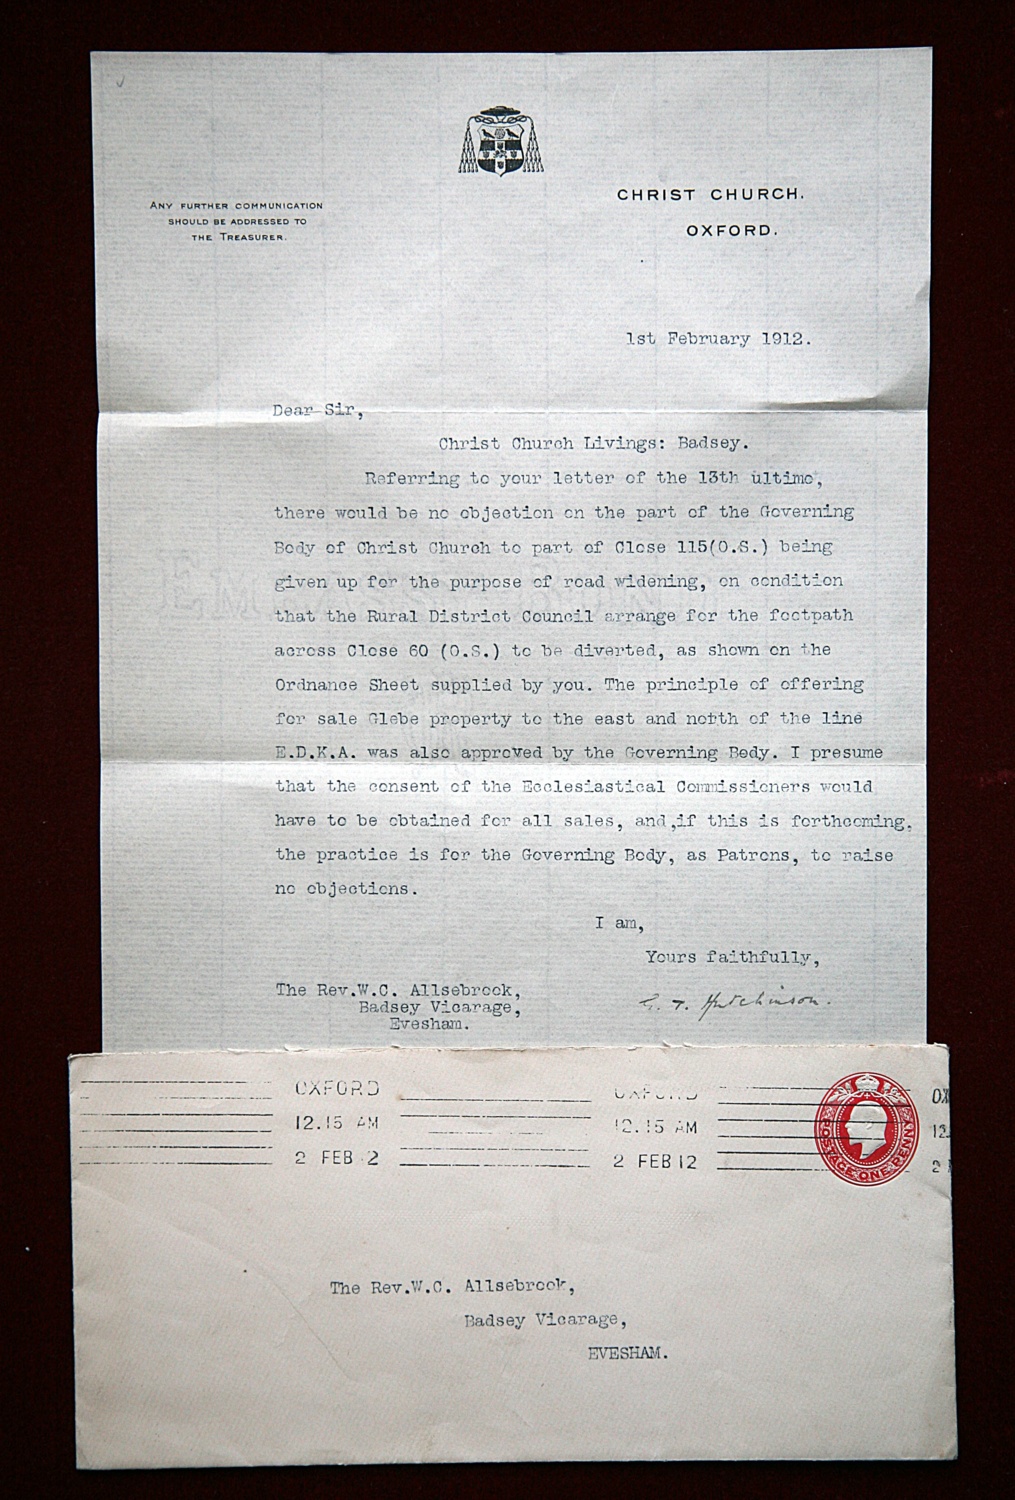 ANY FURTHER COMMUNICATION
SHOULD BE ADDRESSED TO
THE TREASURER.
CHRIST CHURCH.
OXFORD.
1st February 1912.
Dear Sir,
Christ Church Livings: Badsey.
Referring to your letter of the 13th ultimo,
there would be no objection on the part of the Governing
Body of Christ Church to part of Close 115(O.S.) being
given up for the purpose of road widening, on condition
that the Rural District Council arrange for the footpath
across Close 60 (O.S.) to be diverted, as shown on the
Ordnance Sheet supplied by you. The principle of offering
for sale Glebe property to the east and north of the line
E.D.K.A. was also approved by the Governing Body. I presume
that the consent of the Ecclesiastical Commissioners would
have to be obtained for all sales, and,if this is forthcoming,
the practice is for the Governing Body, as Patrons, to raise
no objections.
I am,
Yours faithfully,
The Rev.W.C. Allsebrook,
Badsey Vicarage,
Evesham.
G. T. Hutchinson.
OXFORD
12.15 AM
2 FEB 2
OXFORD
12.15 AM
2 FEB 12
POSTAGE ONE PENNY
OX
12.
2
The Rev.W.C. Allsebrook,
Badsey Vicarage,
EVESHAM.